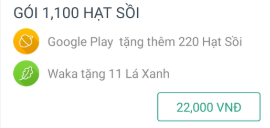 GÓI 1,100 HẠT SỒI
Google Play tặng thêm 220 Hạt Sồi
Waka tặng 11 Lá Xanh
22,000 VNĐ